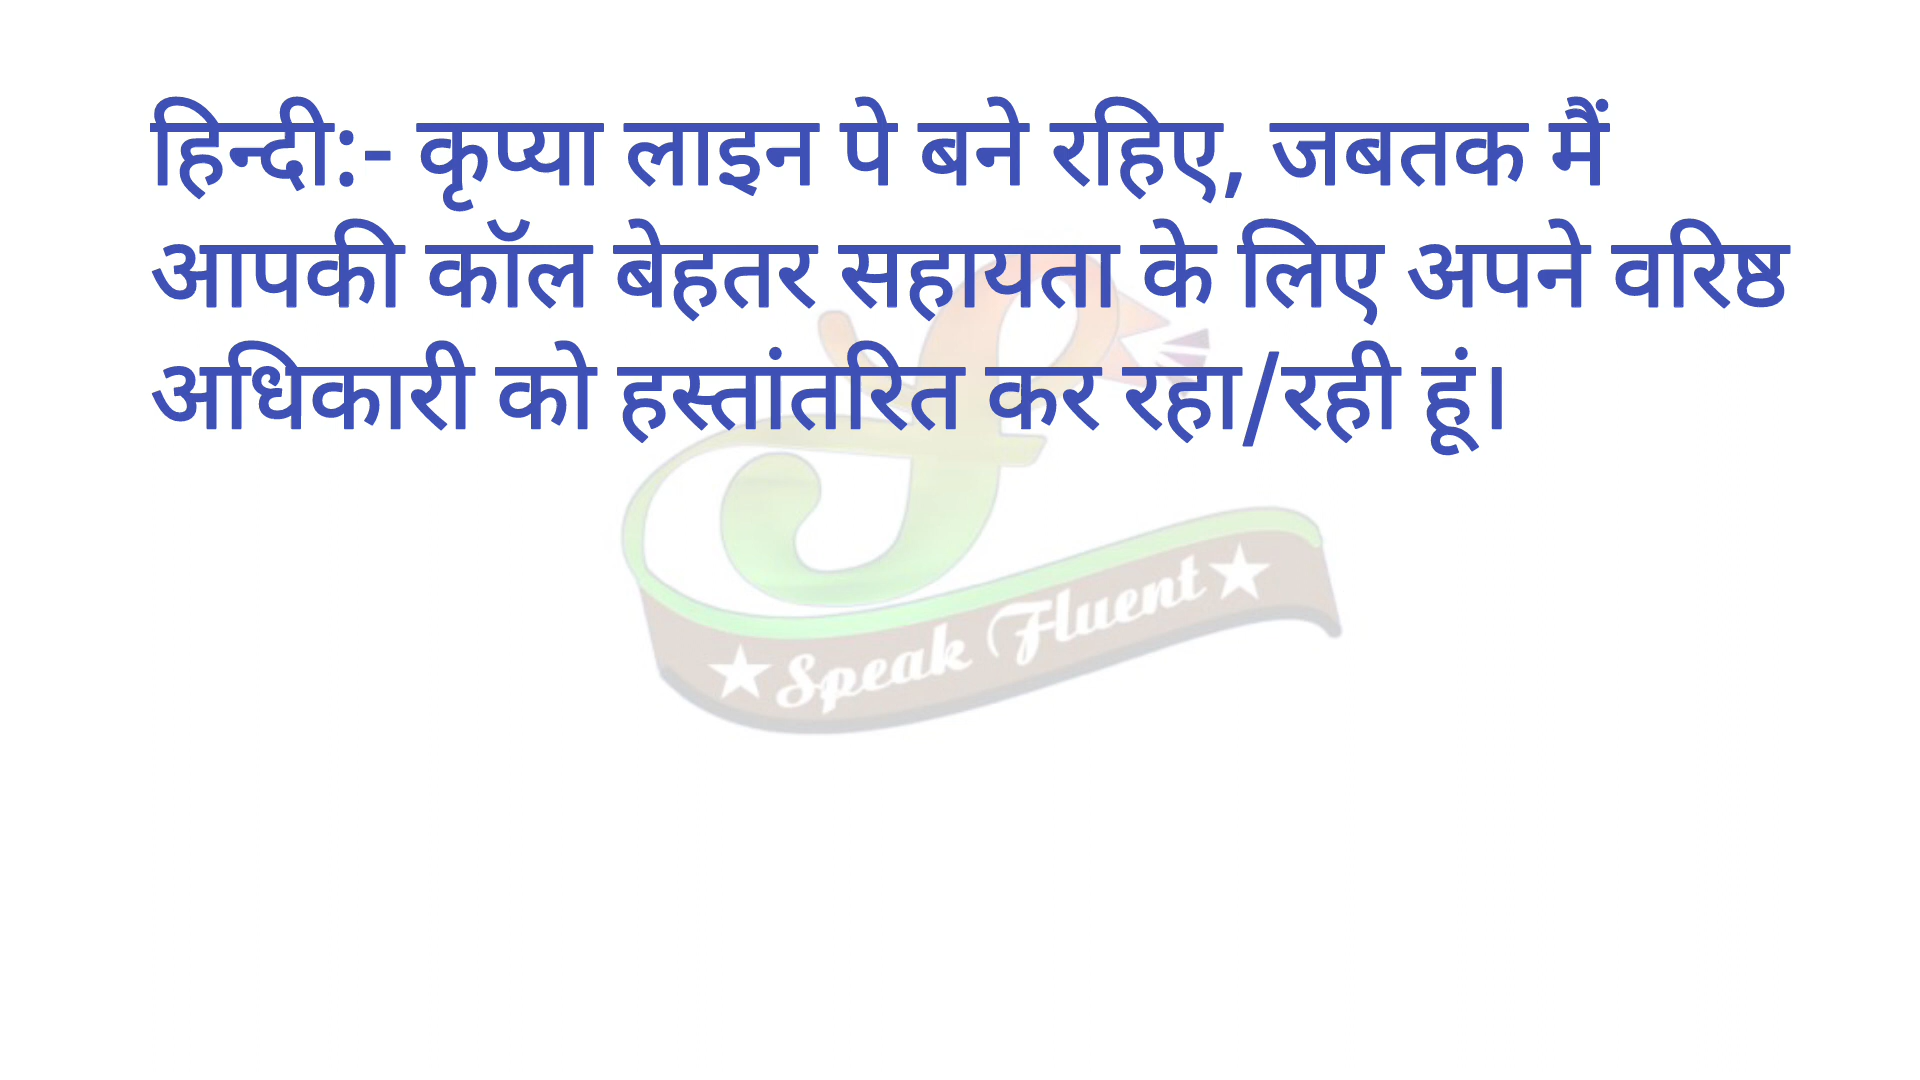 हिन्दी:- कृप्या लाइन पे बने रहिए, जबतक मैं
आपकी कॉल बेहतर सहायता के लिए अपने वरिष्ठ
अधिकारी को हस्तांतरित कर रहा/रही हूं।
Speak Fluent